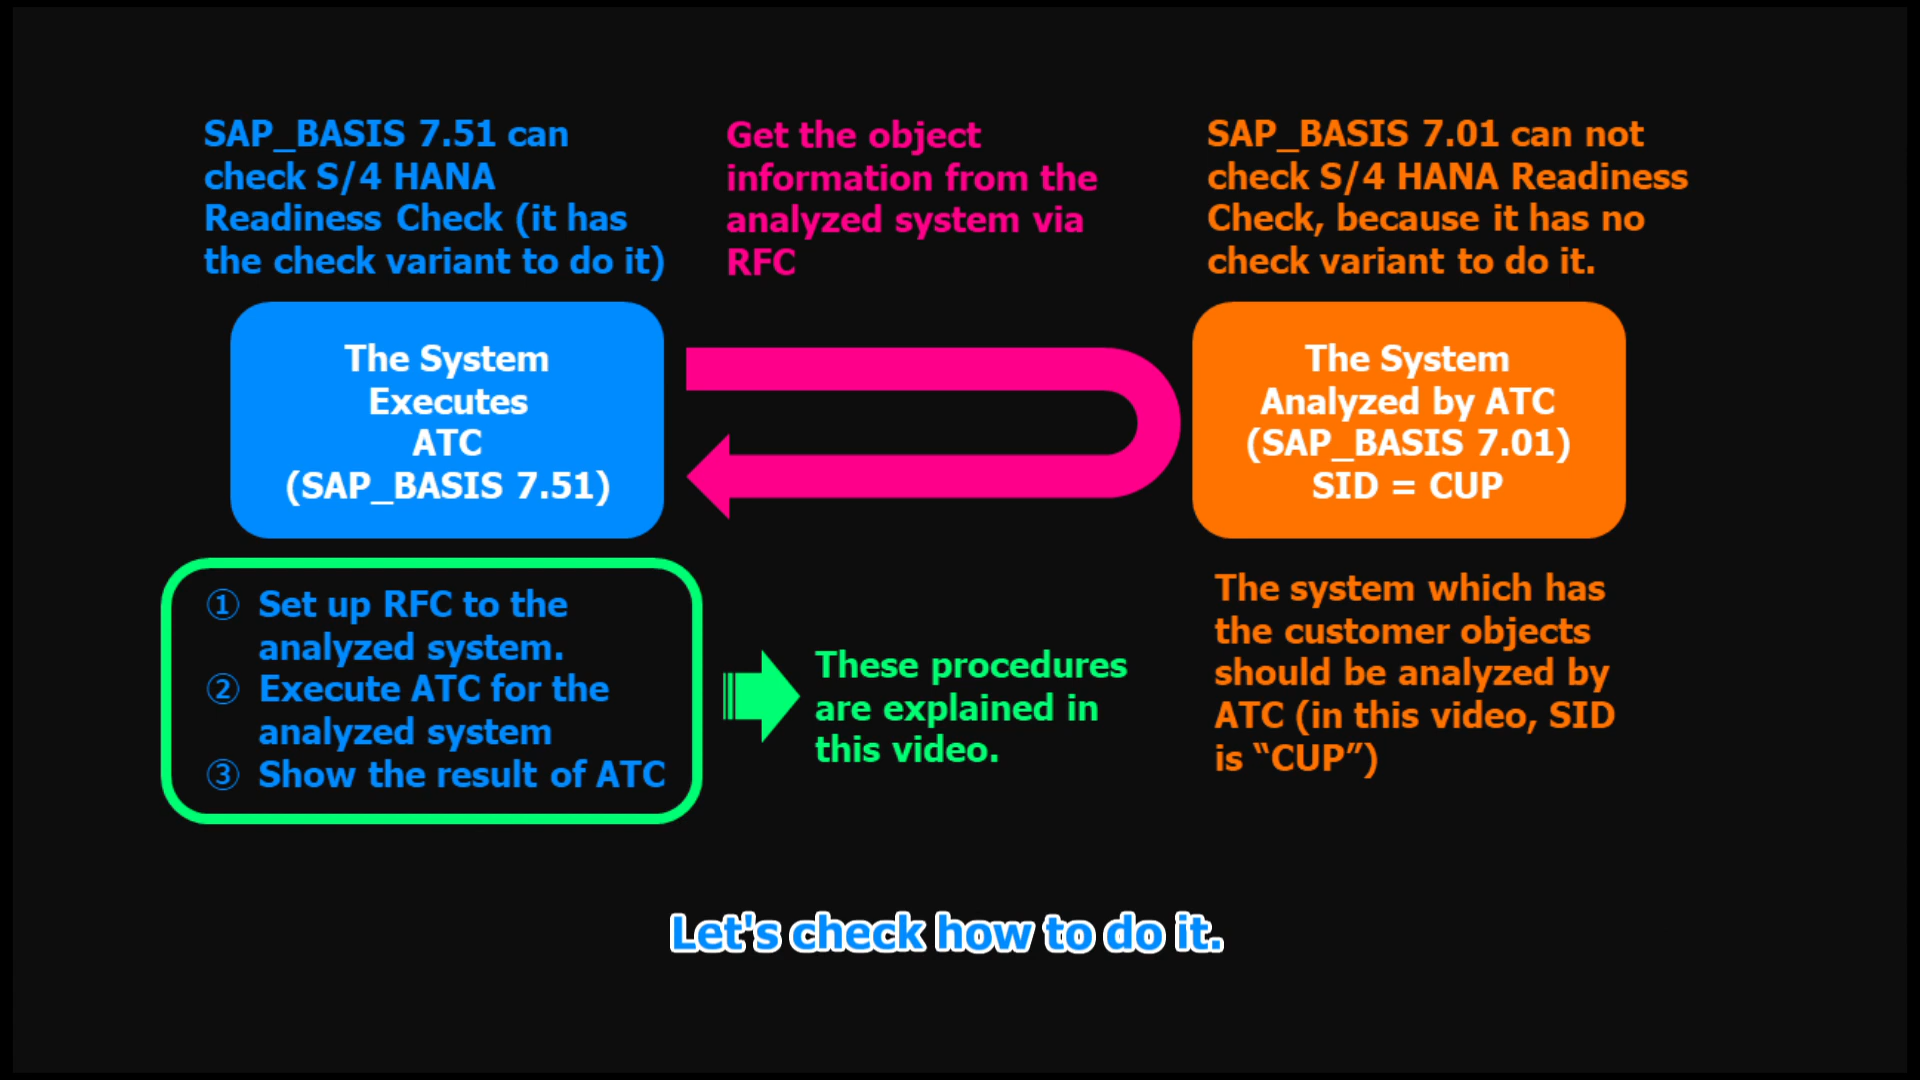 SAP_BASIS 7.51 can
check S/4 HANA
Readiness Check (it has
the check variant to do it)
Get the object
information from the
analyzed system via
RFC
SAP_BASIS 7.01 can not
check S/4 HANA Readiness
Check, because it has no
check variant to do it.
The System
Executes
ATC
(SAP_BASIS 7.51)
The System
Analyzed by ATC
(SAP_BASIS 7.01)
SID = CUP
① Set up RFC to the
analyzed system.
② Execute ATC for the
analyzed system
③ Show the result of ATC
These procedures
are explained in
this video.
The system which has
the customer objects
should be analyzed by
ATC (in this video, SID
is “CUP”)
Let's check how to do it.